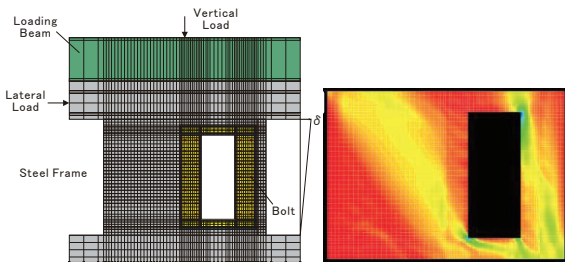 Loading
Beam
Vertical
Load
Lateral
Load
δ
Steel Frame
Bolt